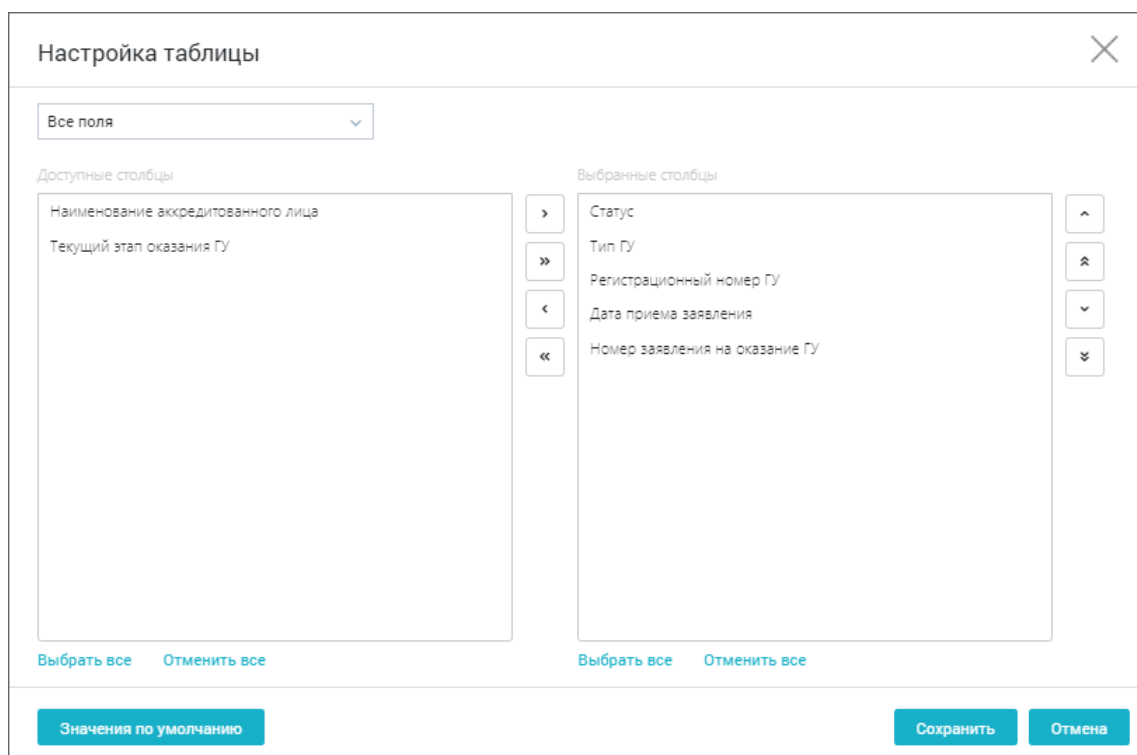 Настройка таблицы
Все поля
Доступные столбцы
Выбранные столбцы
Наименование аккредитованного лица
Текущий этап оказания ГУ
Статус
Тип ГУ
Регистрационный номер ГУ
Дата приема заявления
Номер заявления на оказание ГУ
Выбрать все Отменить все
Выбрать все Отменить все
Значения по умолчанию
Сохранить
Отмена